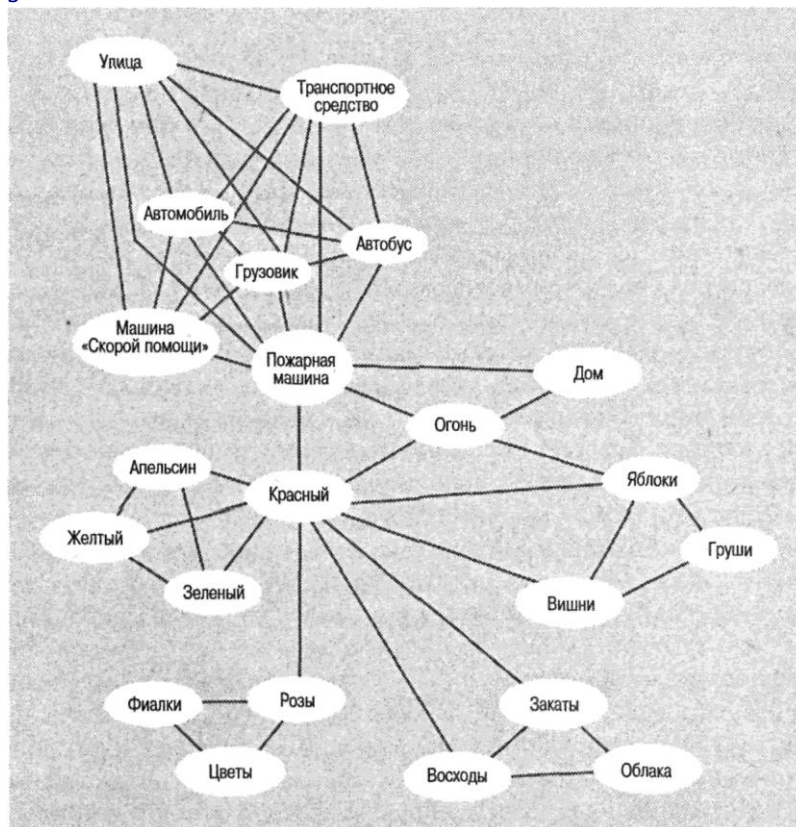 Улица
Транспортное
средство
Автомобиль
Автобус
Грузовик
Машина
«Скорой помощи»
Пожарная
машина
Дом
Огонь
Апельсин
Красный
Яблоки
Желтый
Груши
Зеленый
Вишни
Фиалки
Розы
Закаты
Цветы
Восходы
Облака